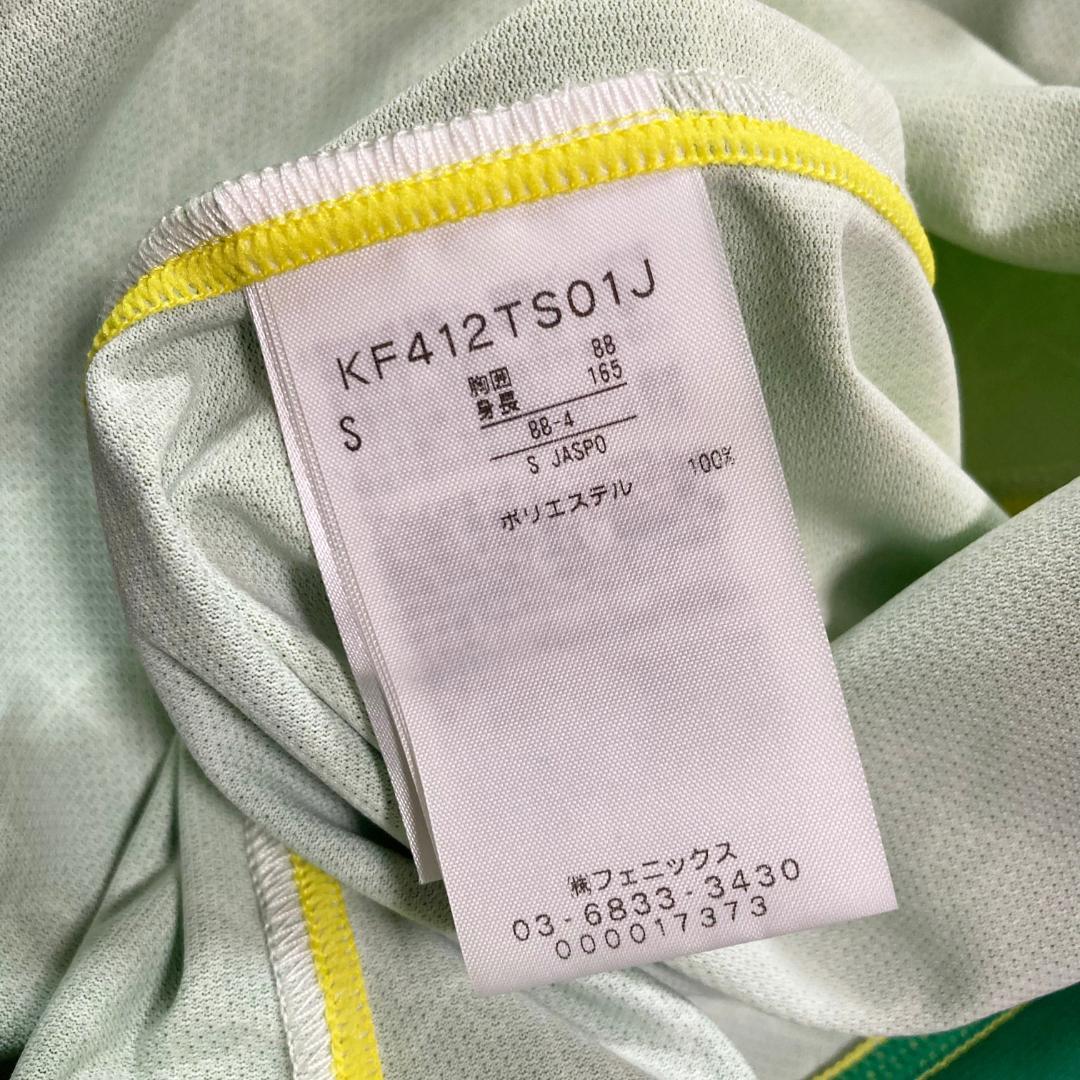 KF412TS01J
S 胸囲 88
身長 165
88-4
S JASPO
ポリエステル 100%
㈱フェニックス
03-6833-3430
000017373